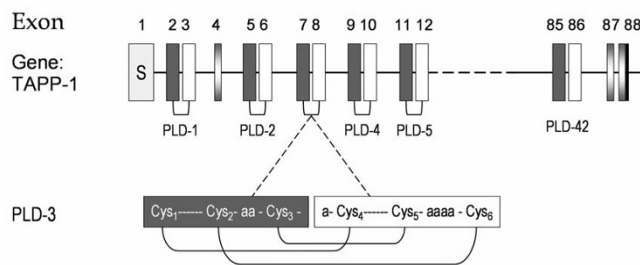 Exon 1 2 3 4 5 6 7 8 9 10 11 12 85 86 87 88
Gene:
TAPP-1
S
PLD-1 PLD-2 PLD-4 PLD-5 PLD-42
PLD-3 Cys1------ Cys2- aa - Cys3 - a- Cys4------ Cys5- aaaa - Cys6